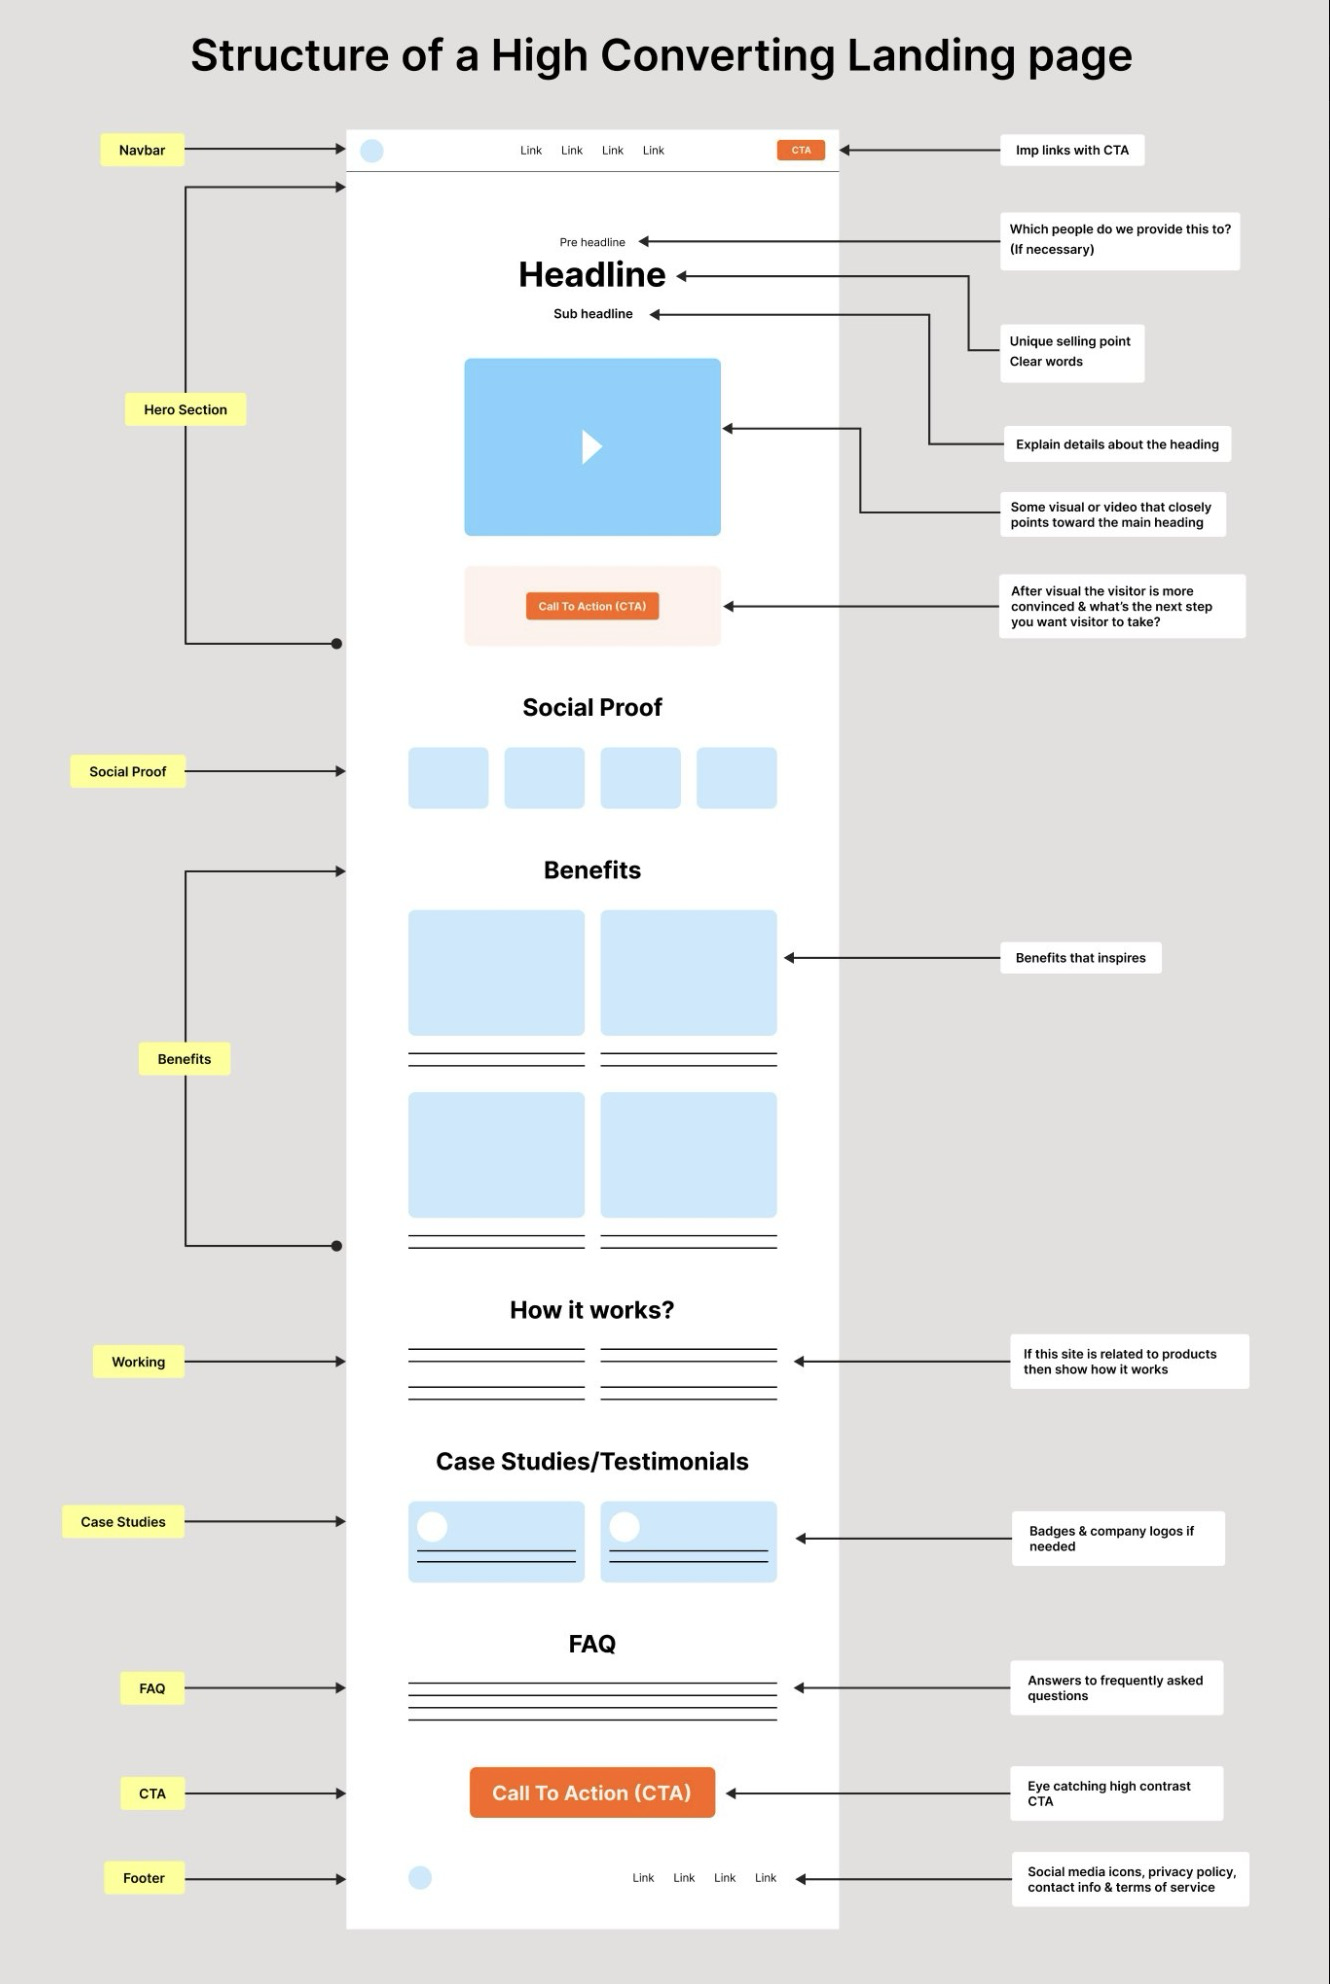 Structure of a High Converting Landing page
Navbar
Link Link Link Link
CTA
Imp links with CTA
Pre headline
Which people do we provide this to?
(If necessary)
Headline
Sub headline
Unique selling point
Clear words
Hero Section
Explain details about the heading
Some visual or video that closely
points toward the main heading
Call To Action (CTA)
After visual the visitor is more
convinced & what's the next step
you want visitor to take?
Social Proof
Social Proof
Benefits
Benefits that inspires
Benefits
How it works?
Working
If this site is related to products
then show how it works
Case Studies/Testimonials
Case Studies
Badges & company logos if
needed
FAQ
FAQ
Answers to frequently asked
questions
CTA
Call To Action (CTA)
Eye catching high contrast
CTA
Footer
Link Link Link Link
Social media icons, privacy policy,
contact info & terms of service